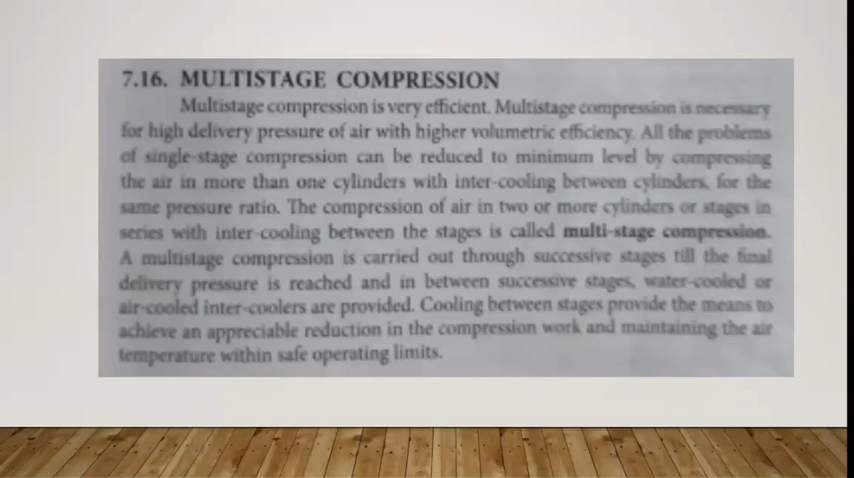 7.16. MULTISTAGE COMPRESSION
Multistage compression is very efficient. Multistage compression is necessary
for high delivery pressure of air with higher volumetric efficiency. All the problems
of single-stage compression can be reduced to minimum level by compressing
the air in more than one cylinders with inter-cooling between cylinders, for the
same pressure ratio. The compression of air in two or more cylinders or stages in
series with inter-cooling between the stages is called multi-stage compression.
A multistage compression is carried out through successive stages till the final
delivery pressure is reached and in between successive stages, water-cooled or
air-cooled inter-coolers are provided. Cooling between stages provide the means to
achieve an appreciable reduction in the compression work and maintaining the air
temperature within safe operating limits.